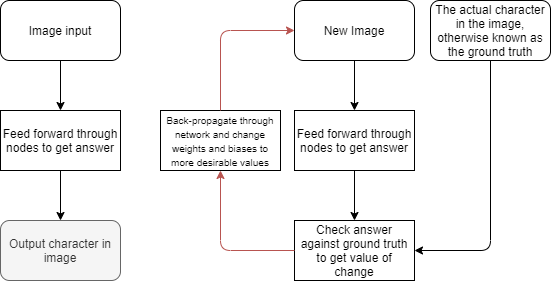 Image input
Feed forward through
nodes to get answer
Output character in
image
New Image
Feed forward through
nodes to get answer
Check answer
against ground truth
to get value of
change
Back-propagate through
network and change
weights and biases to
more desirable values
The actual character
in the image,
otherwise known as
the ground truth